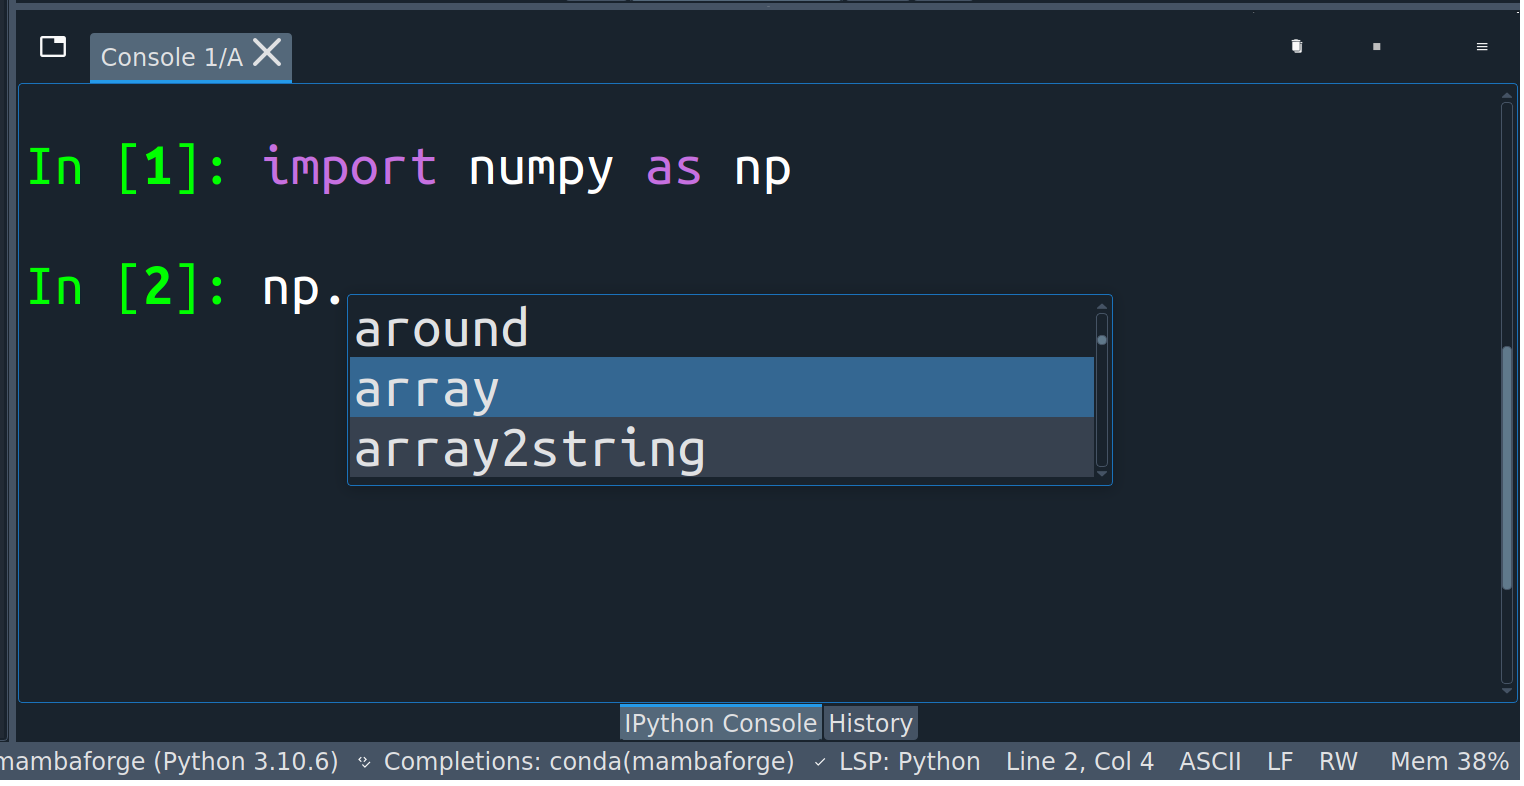 Console 1/A
In [1]: import numpy as np
In [2]: np.
around
array
array2string
IPython Console History
mambaforge (Python 3.10.6) Completions: conda(mambaforge) LSP: Python Line 2, Col 4 ASCII LF RW Mem 38%